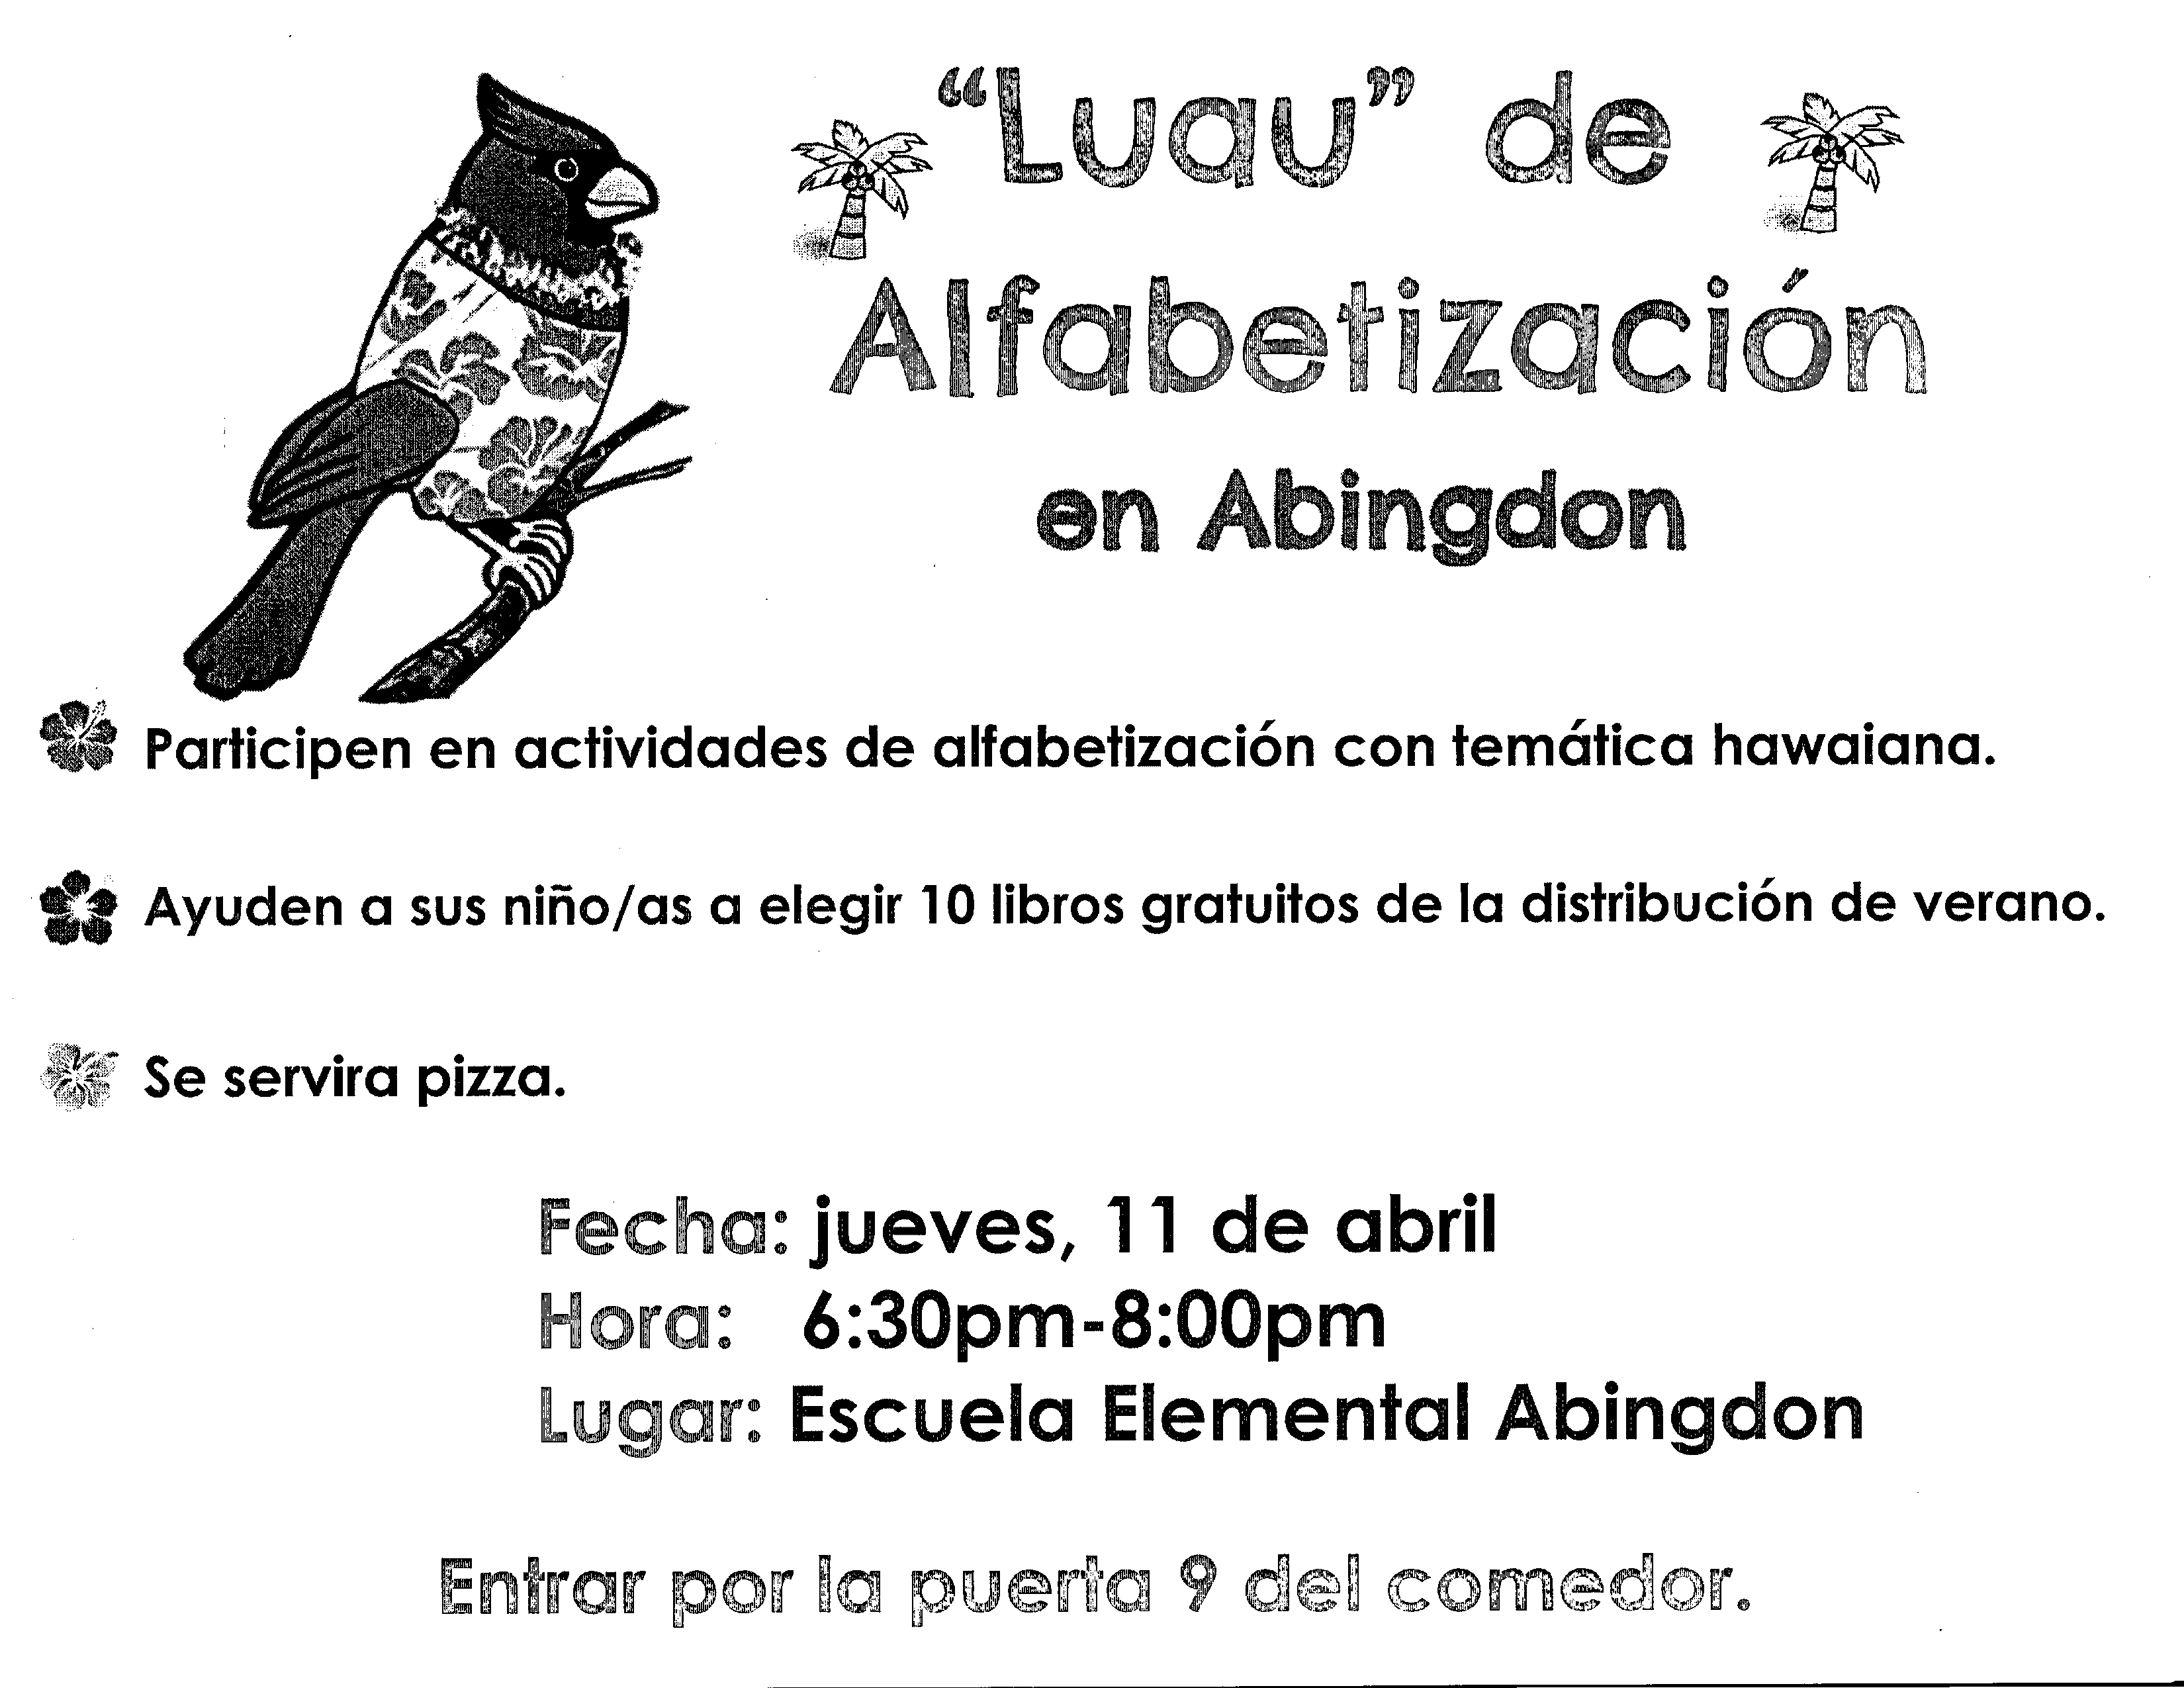 “Luau” de
Alfabetización
en Abingdon
Participen en actividades de alfabetización con temática hawaiana.
Ayuden a sus niño/as a elegir 10 libros gratuitos de la distribución de verano.
Se servira pizza.
Fecha: jueves, 11 de abril
Hora: 6:30pm-8:00pm
Lugar: Escuela Elemental Abingdon
Entrar por la puerta 9 del comedor.